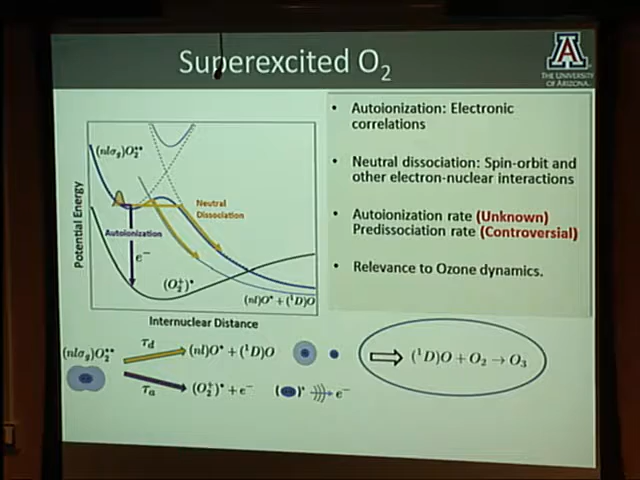 Superexcited O₂
A
THE UNIVERSITY
OF ARIZONA.
• Autoionization: Electronic
correlations
• Neutral dissociation: Spin-orbit and
other electron-nuclear interactions
• Autoionization rate (Unknown)
Predissociation rate (Controversial)
• Relevance to Ozone dynamics.
Potential Energy
(nlσg)O₂**
Neutral
Dissociation
Autoionization
e⁻
(O₂⁺)*
(nl)O* + (¹D)O
Internuclear Distance
(nlσg)O₂**
τd
(nl)O* + (¹D)O
τa
(O₂⁺)* + e⁻
( )* e⁻
(¹D)O + O₂ → O₃